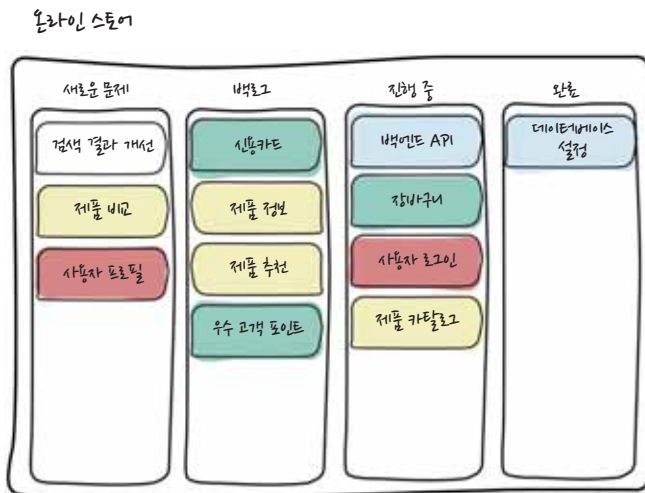 온라인 스토어
새로운 문제
검색 결과 개선
제품 비교
사용자 프로필
백로그
신용카드
제품 정보
제품 추천
우수 고객 포인트
진행 중
백엔드 API
장바구니
사용자 로그인
제품 카탈로그
완료
데이터베이스
설정